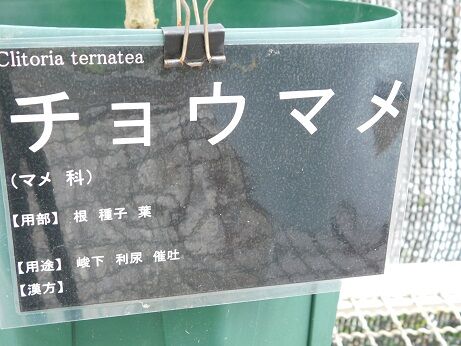 Clitoria ternatea
チョウマメ
(マメ 科)
【用部】 根 種子 葉
【用途】 峻下 利尿 催吐
【漢方】